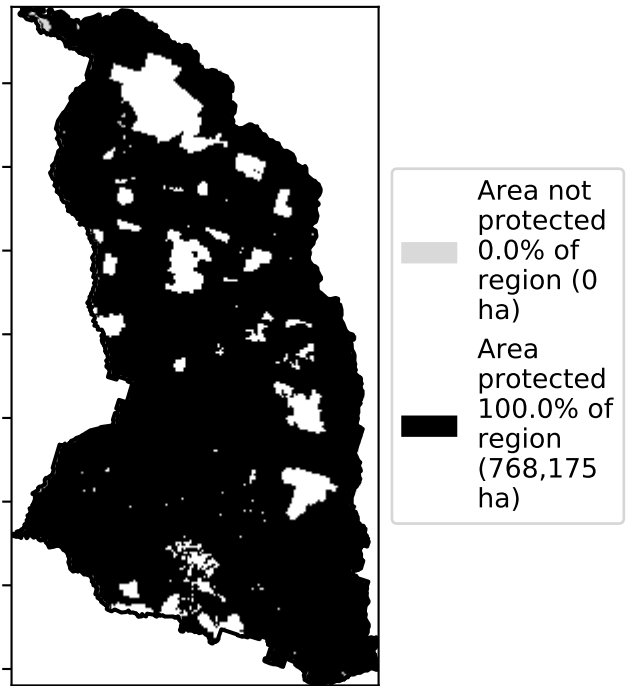 Area not
protected
0.0% of
region (0
ha)
Area
protected
100.0% of
region
(768,175
ha)